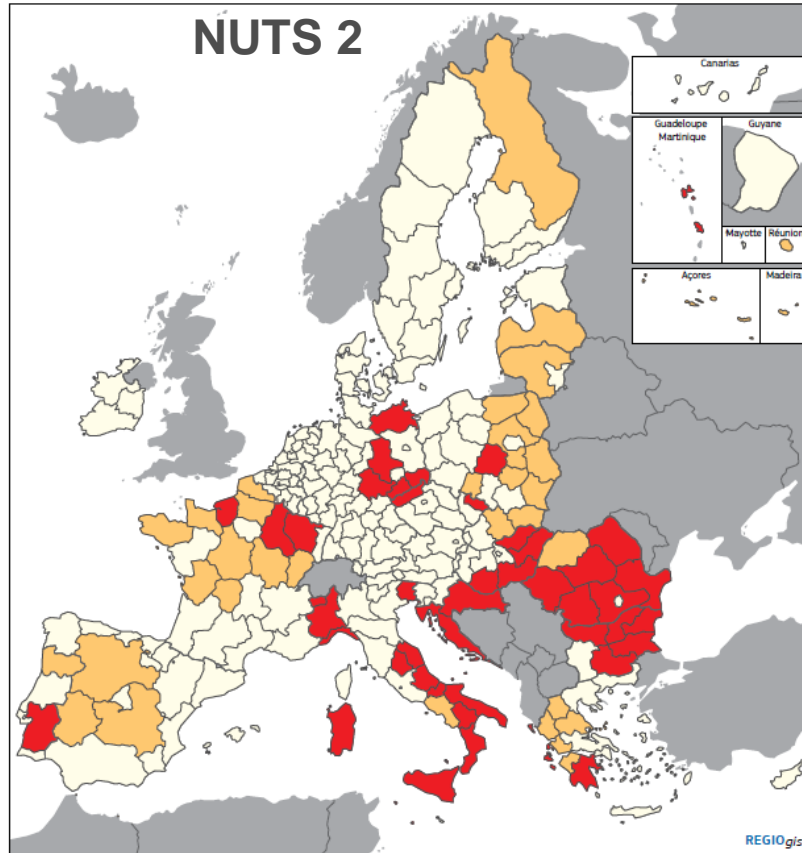 NUTS 2
Canarias
Guadeloupe
Martinique
Guyane
Mayotte
Réunion
Açores
Madeira
REGIOgis